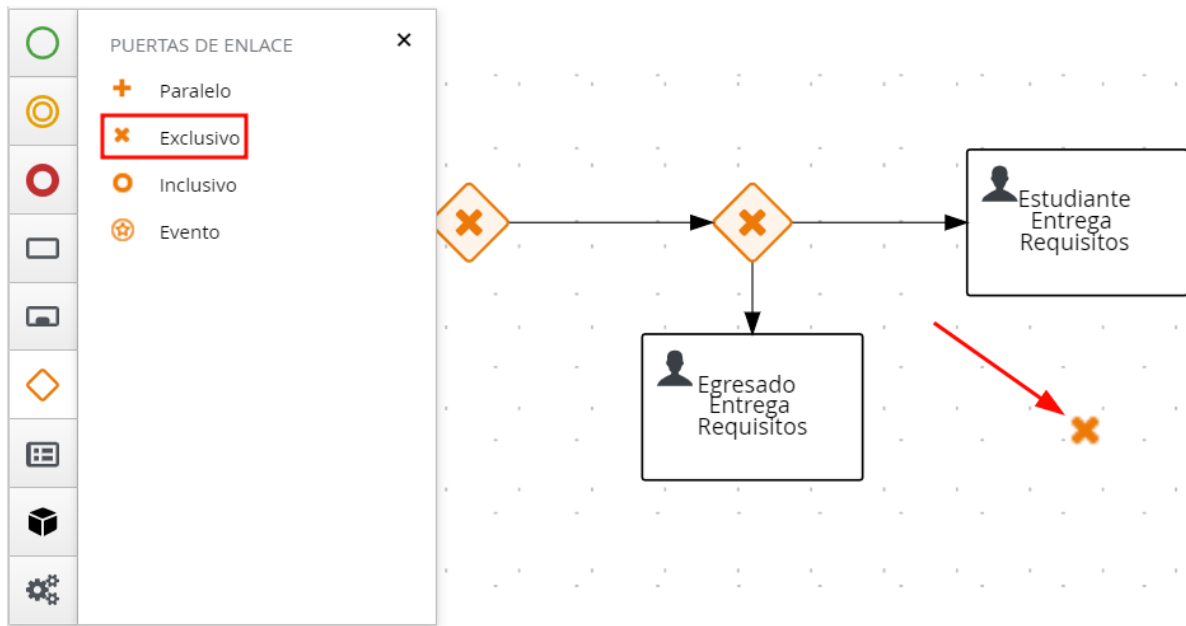 PUERTAS DE ENLACE
Paralelo
Exclusivo
Inclusivo
Evento
Estudiante
Entrega
Requisitos
Egresado
Entrega
Requisitos